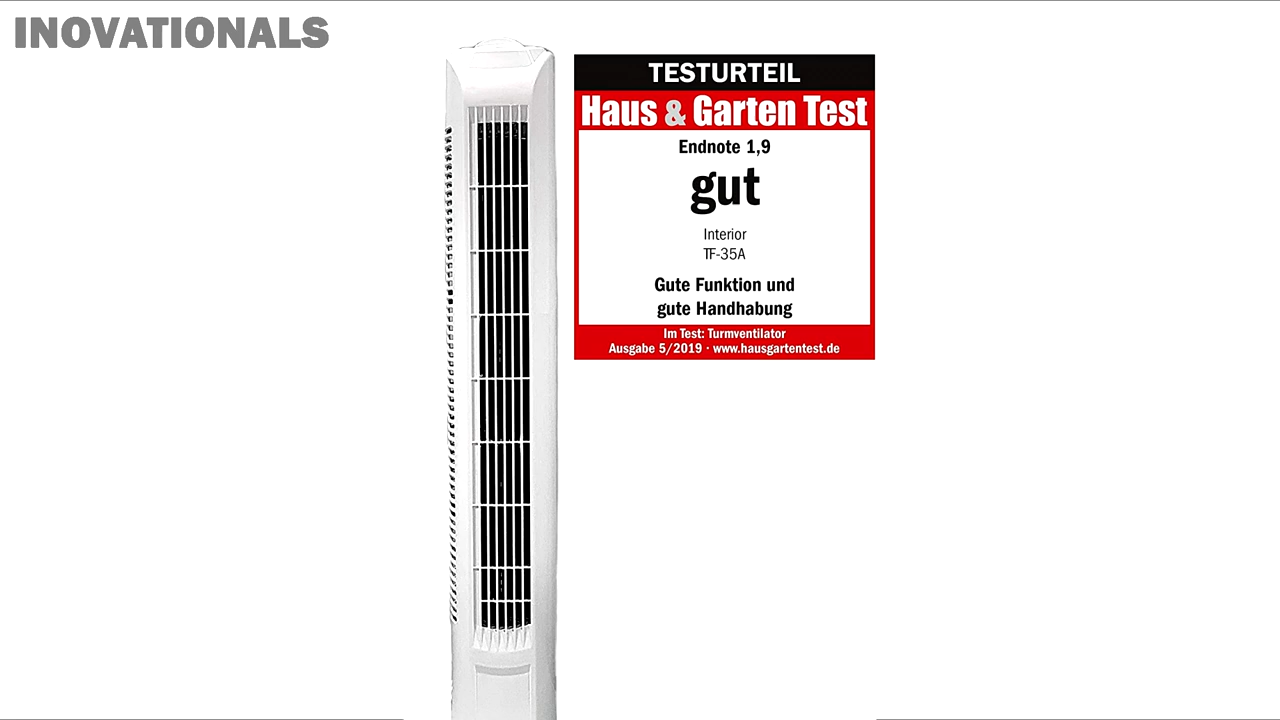 INOVATIONALS
TESTURTEIL
Haus & Garten Test
Endnote 1,9
gut
Interior
TF-35A
Gute Funktion und
gute Handhabung
Im Test: Turmventilator
Ausgabe 5/2019 · www.hausgartentest.de